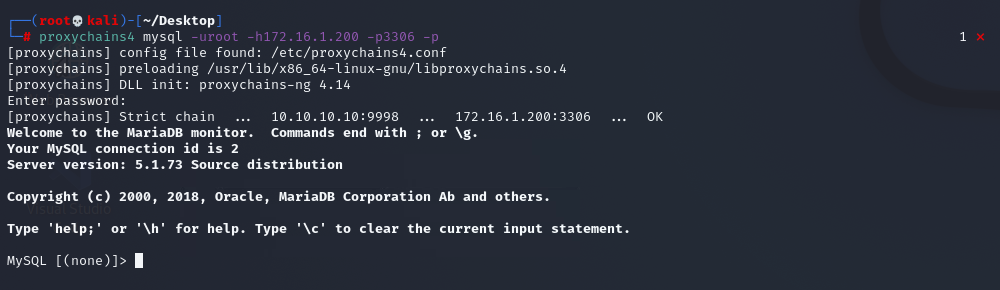 ┌──(root💀kali)-[~/Desktop]
└─# proxychains4 mysql -uroot -h172.16.1.200 -p3306 -p 1 ⨯
[proxychains] config file found: /etc/proxychains4.conf
[proxychains] preloading /usr/lib/x86_64-linux-gnu/libproxychains.so.4
[proxychains] DLL init: proxychains-ng 4.14
Enter password:
[proxychains] Strict chain ... 10.10.10.10:9998 ... 172.16.1.200:3306 ... OK
Welcome to the MariaDB monitor. Commands end with ; or \g.
Your MySQL connection id is 2
Server version: 5.1.73 Source distribution
Copyright (c) 2000, 2018, Oracle, MariaDB Corporation Ab and others.
Visual Studio
Type 'help;' or '\h' for help. Type '\c' to clear the current input statement.
MySQL [(none)]>